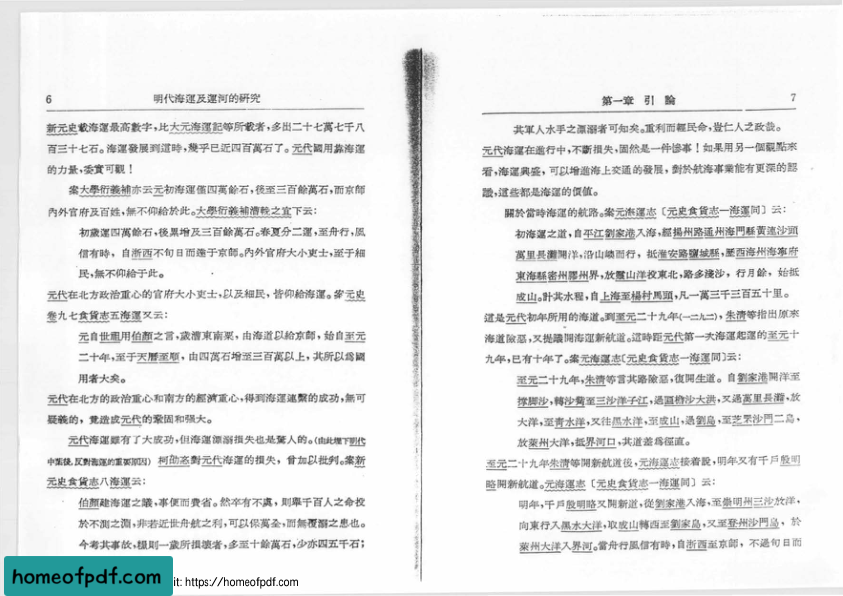 6　　明代海運及運河的研究
新元史載海運最高數字，比大元海運記等所載者，多出二十七萬七千八
百三十七石。海運發展到這時，幾乎已近四百萬石了。元代國用靠海運
的力量，委實可觀！
案大學衍義補亦云元初海運僅四萬餘石，後至三百餘萬石，而京師
內外官府及百姓，無不仰給於此。大學衍義補漕輓之宜下云：
初歲運四萬餘石，後累增及三百餘萬石。春夏分二運，至舟行，風
信有時，自浙西不旬日而達于京師。內外官府大小吏士，至于細
民，無不仰給于此。
元代在北方政治重心的官府大小吏士，以及細民，皆仰給海運。新元史
卷九七食貨志五海運又云：
元自世祖用伯顏之言，歲漕東南粟，由海道以給京師，始自至元
二十年，至于天曆至順，由四萬石增至三百萬以上，其所以爲國
用者大矣。
元代在北方的政治重心和南方的經濟重心，得到海運連繫的成功，無可
疑義的，竟造成元代的鞏固和強大。
元代海運雖有了大成功，但海運漂溺損失也是驚人的。（由此埋下明代
中葉後，反對海運的重要原因）柯劭忞對元代海運的損失，曾加以批判。案新
元史食貨志八海運云：
伯顏建海運之議，事便而費省。然卒有不虞，則舉千百人之命投
於不測之淵，非若近世舟航之利，可以保萬全，而無覆溺之患也。
今考其事故，糧則一歲所損壞者，多至十餘萬石，少亦四五千石；
第一章　引　論　　7
其軍人水手之漂溺者可知矣。重利而輕民命，豈仁人之政哉。
元代海運在進行中，不斷損失，固然是一件慘事！如果用另一個觀點來
看，海運興盛，可以增進海上交通的發展，對於航海事業能有更深的認
識，這些都是海運的價值。
關於當時海運的航路。案元海運志〔元史食貨志一海運同〕云：
初海運之道，自平江劉家港入海，經揚州路通州海門縣黃連沙頭
萬里長灘開洋，沿山嶼而行，抵淮安路鹽城縣，歷西海州海寧府
東海縣密州膠州界，放靈山洋投東北，路多淺沙，行月餘，始抵
成山。計其水程，自上海至楊村馬頭，凡一萬三千三百五十里。
這是元代初年所用的海道。到至元二十九年（一二九二），朱清等指出原來
海道險惡，又提議開海運新航道。這時距元代第一次海運起運的至元十
九年，已有十年了。案元海運志〔元史食貨志一海運同〕云：
至元二十九年，朱清等言其路險惡，復開生道。自劉家港開洋至
撐腳沙，轉沙觜至三沙洋子江，過匾擔沙大洪，又過萬里長灘，放
大洋，至青水洋，又往黑水洋，至成山，過劉島，至芝罘沙門二島，
放萊州大洋，抵界河口，其道差爲徑直。
至元二十九年朱清等開新航道後，元海運志接着說，明年又有千戶殷明
略開新航道。元海運志〔元史食貨志一海運同〕云：
明年，千戶殷明略又開新道，從劉家港入海，至崇明州三沙放洋，
向東行入黑水大洋，取成山轉西至劉家島，又至登州沙門島，於
萊州大洋入界河。當舟行風信有時，自浙西至京師，不過旬日而
homeofpdf.com
it: https://homeofpdf.com